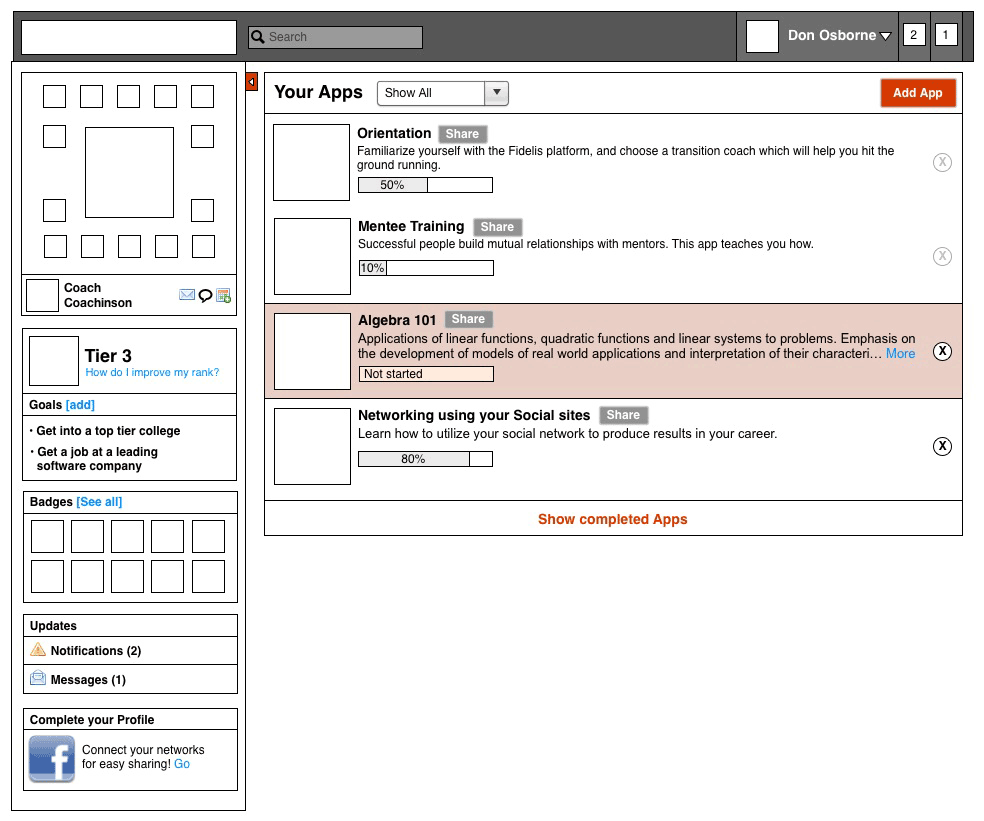 Search
Don Osborne
2
1
Coach
Coachinson
Tier 3
How do I improve my rank?
Goals [add]
• Get into a top tier college
• Get a job at a leading
software company
Badges [See all]
Updates
Notifications (2)
Messages (1)
Complete your Profile
f
Connect your networks
for easy sharing! Go
Your Apps
Show All
Add App
Orientation Share
Familiarize yourself with the Fidelis platform, and choose a transition coach which will help you hit the
ground running.
50%
X
Mentee Training Share
Successful people build mutual relationships with mentors. This app teaches you how.
10%
X
Algebra 101 Share
Applications of linear functions, quadratic functions and linear systems to problems. Emphasis on
the development of models of real world applications and interpretation of their characteri... More
Not started
X
Networking using your Social sites Share
Learn how to utilize your social network to produce results in your career.
80%
X
Show completed Apps